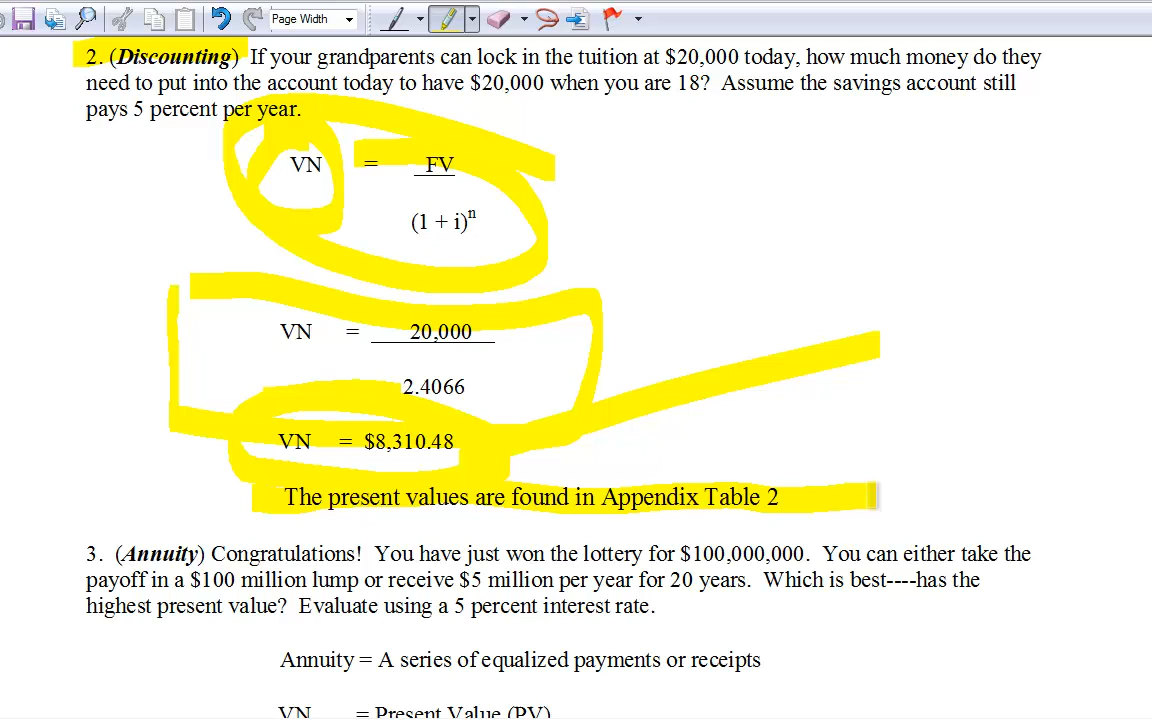 Page Width
2. (Discounting) If your grandparents can lock in the tuition at $20,000 today, how much money do they
need to put into the account today to have $20,000 when you are 18? Assume the savings account still
pays 5 percent per year.
VN = FV
(1 + i)ⁿ
VN = 20,000
2.4066
VN = $8,310.48
The present values are found in Appendix Table 2
3. (Annuity) Congratulations! You have just won the lottery for $100,000,000. You can either take the
payoff in a $100 million lump or receive $5 million per year for 20 years. Which is best----has the
highest present value? Evaluate using a 5 percent interest rate.
Annuity = A series of equalized payments or receipts
VN = Present Value (PV)